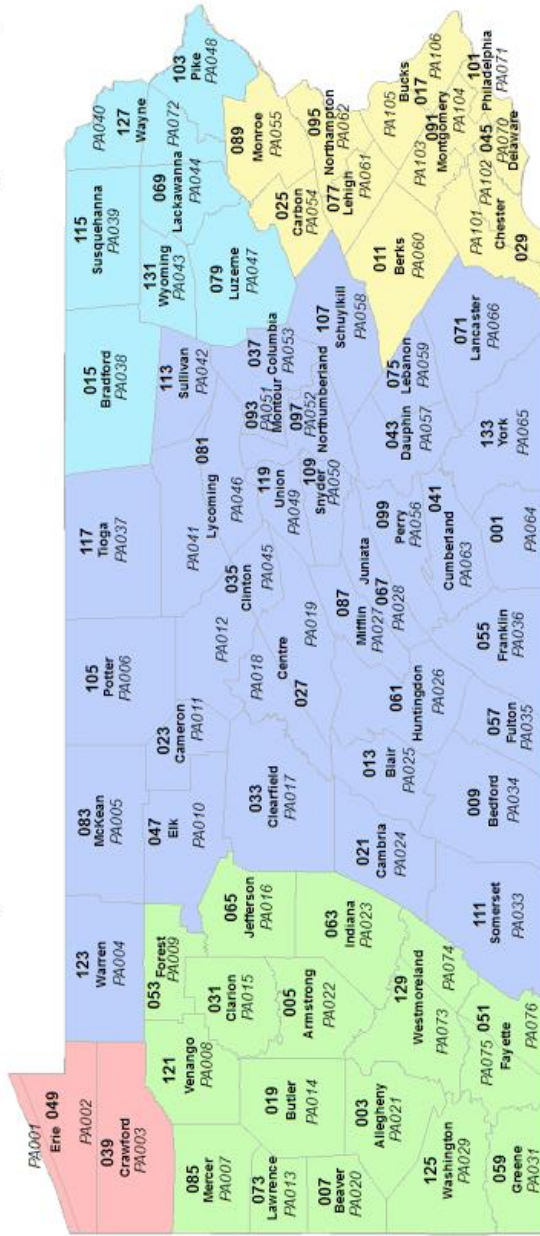 PA001
Erie 049
PA002
039
Crawford
PA003
085
Mercer
PA007
073
Lawrence
PA013
007
Beaver
PA020
125
Washington
PA029
059
Greene
PA031
121
Venango
PA008
019
Butler
PA014
003
Allegheny
PA021
123
Warren
PA004
053
Forest
PA009
031
Clarion
PA015
005
Armstrong
PA022
129
Westmoreland
PA073
PA074
051
Fayette
PA075
PA076
065
Jefferson
PA016
063
Indiana
PA023
083
McKean
PA005
047
Elk
PA010
033
Clearfield
PA017
021
Cambria
PA024
111
Somerset
PA033
105
Potter
PA006
023
Cameron
PA011
PA012
PA018
Centre
027
PA019
013
Blair
PA025
061
Huntingdon
PA026
009
Bedford
PA034
057
Fulton
PA035
055
Franklin
PA036
117
Tioga
PA037
PA041
081
Lycoming
PA046
035
Clinton
PA045
119
Union
PA049
109
Snyder
PA050
087
Mifflin
PA027
Juniata
067
PA028
099
Perry
PA056
041
Cumberland
PA063
001
PA064
015
Bradford
PA038
113
Sullivan
PA042
093
PA051
Montour
037
Columbia
PA053
097
PA052
Northumberland
107
Schuylkill
PA058
043
Dauphin
PA057
075
Lebanon
PA059
133
York
PA065
071
Lancaster
PA066
115
Susquehanna
PA039
PA040
127
Wayne
PA072
131
Wyoming
PA043
069
Lackawanna
PA044
103
Pike
PA048
079
Luzerne
PA047
089
Monroe
PA055
025
Carbon
PA054
095
Northampton
PA062
077
Lehigh
PA061
011
Berks
PA060
PA105
Bucks
017
PA106
091
Montgomery
PA103
PA104
101
Philadelphia
PA071
045
PA070
Delaware
PA101
PA102
Chester
029